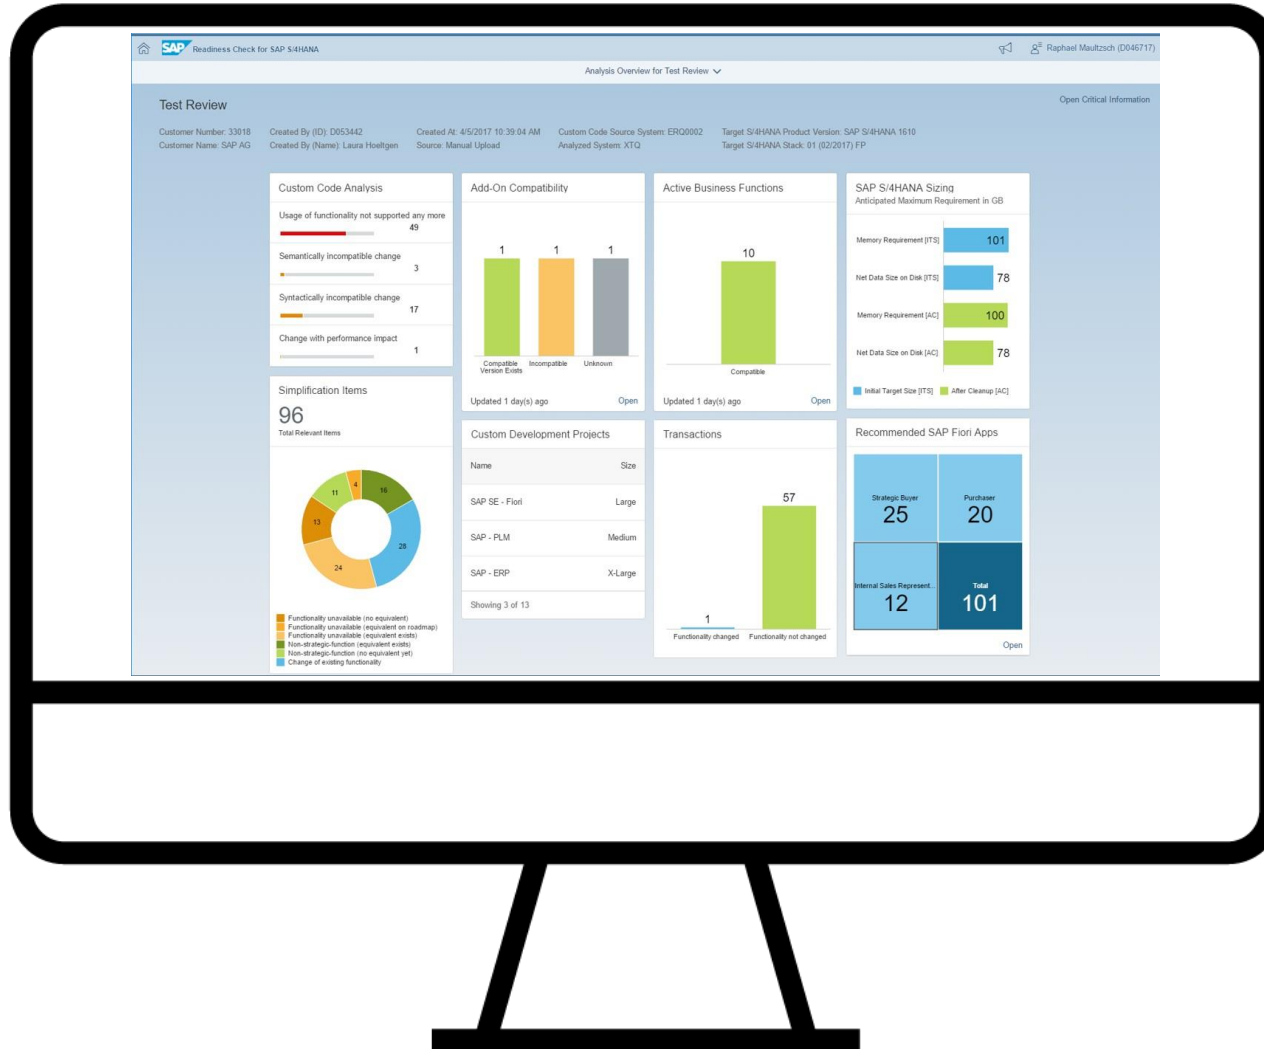 SAP Readiness Check for SAP S/4HANA
Raphael Maultzsch (D046717)
Analysis Overview for Test Review
Test Review
Open Critical Information
Customer Number: 33018
Customer Name: SAP AG
Created By (ID): D053442
Created By (Name): Laura Hoeltgen
Created At: 4/5/2017 10:39:04 AM
Source: Manual Upload
Custom Code Source System: ERQ0002
Analyzed System: XTQ
Target S/4HANA Product Version: SAP S/4HANA 1610
Target S/4HANA Stack: 01 (02/2017) FP
Custom Code Analysis
Usage of functionality not supported any more
49
Semantically incompatible change
3
Syntactically incompatible change
17
Change with performance impact
1
Simplification Items
96
Total Relevant Items
4
16
11
13
28
24
Functionality unavailable (no equivalent)
Functionality unavailable (equivalent on roadmap)
Functionality unavailable (equivalent exists)
Non-strategic-function (equivalent exists)
Non-strategic-function (no equivalent yet)
Change of existing functionality
Add-On Compatibility
1 1 1
Compatible Version Exists
Incompatible
Unknown
Updated 1 day(s) ago Open
Custom Development Projects
Name Size
SAP SE - Fiori Large
SAP - PLM Medium
SAP - ERP X-Large
Showing 3 of 13
Active Business Functions
10
Compatible
Updated 1 day(s) ago Open
Transactions
57
1
Functionality changed Functionality not changed
SAP S/4HANA Sizing
Anticipated Maximum Requirement in GB
Memory Requirement [ITS] 101
Net Data Size on Disk [ITS] 78
Memory Requirement [AC] 100
Net Data Size on Disk [AC] 78
Initial Target Size [ITS] After Cleanup [AC]
Recommended SAP Fiori Apps
Strategic Buyer
25
Purchaser
20
Internal Sales Represent...
12
Total
101
Open